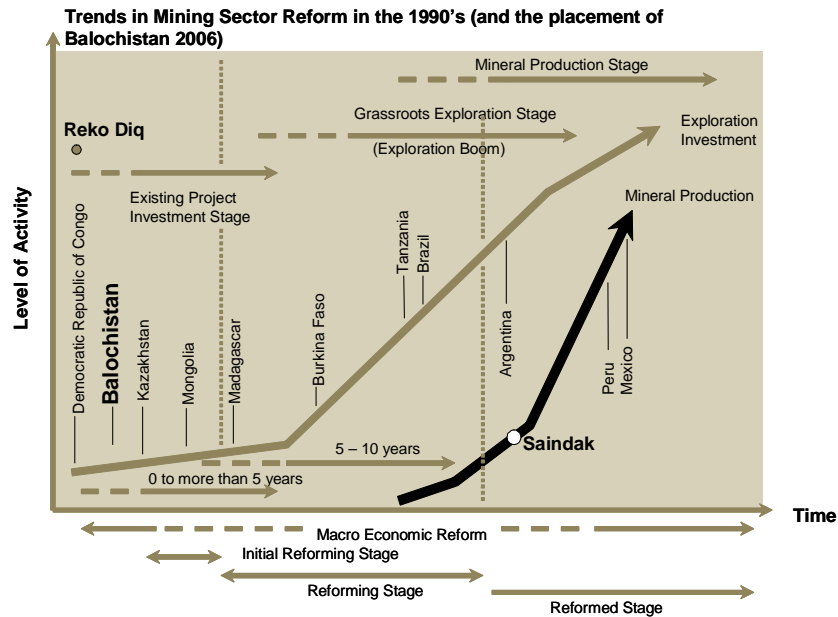 Trends in Mining Sector Reform in the 1990's (and the placement of
Balochistan 2006)
Mineral Production Stage
Grassroots Exploration Stage
(Exploration Boom)
Exploration
Investment
Reko Diq
Existing Project
Investment Stage
Mineral Production
Level of Activity
Democratic Republic of Congo
Balochistan
Kazakhstan
Mongolia
Madagascar
Burkina Faso
Tanzania
Brazil
Argentina
Peru
Mexico
Saindak
5 – 10 years
0 to more than 5 years
Time
Macro Economic Reform
Initial Reforming Stage
Reforming Stage
Reformed Stage